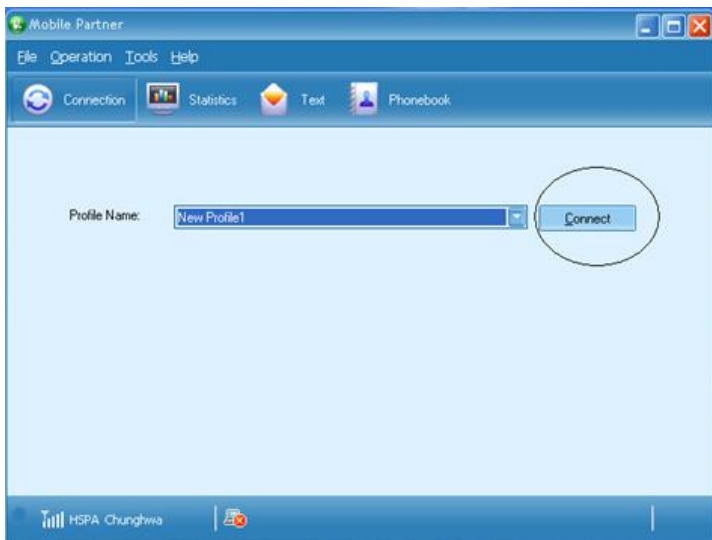 Mobile Partner
File Operation Tools Help
Connection Statistics Text Phonebook
Profile Name: New Profile1 Connect
HSPA Chunghwa